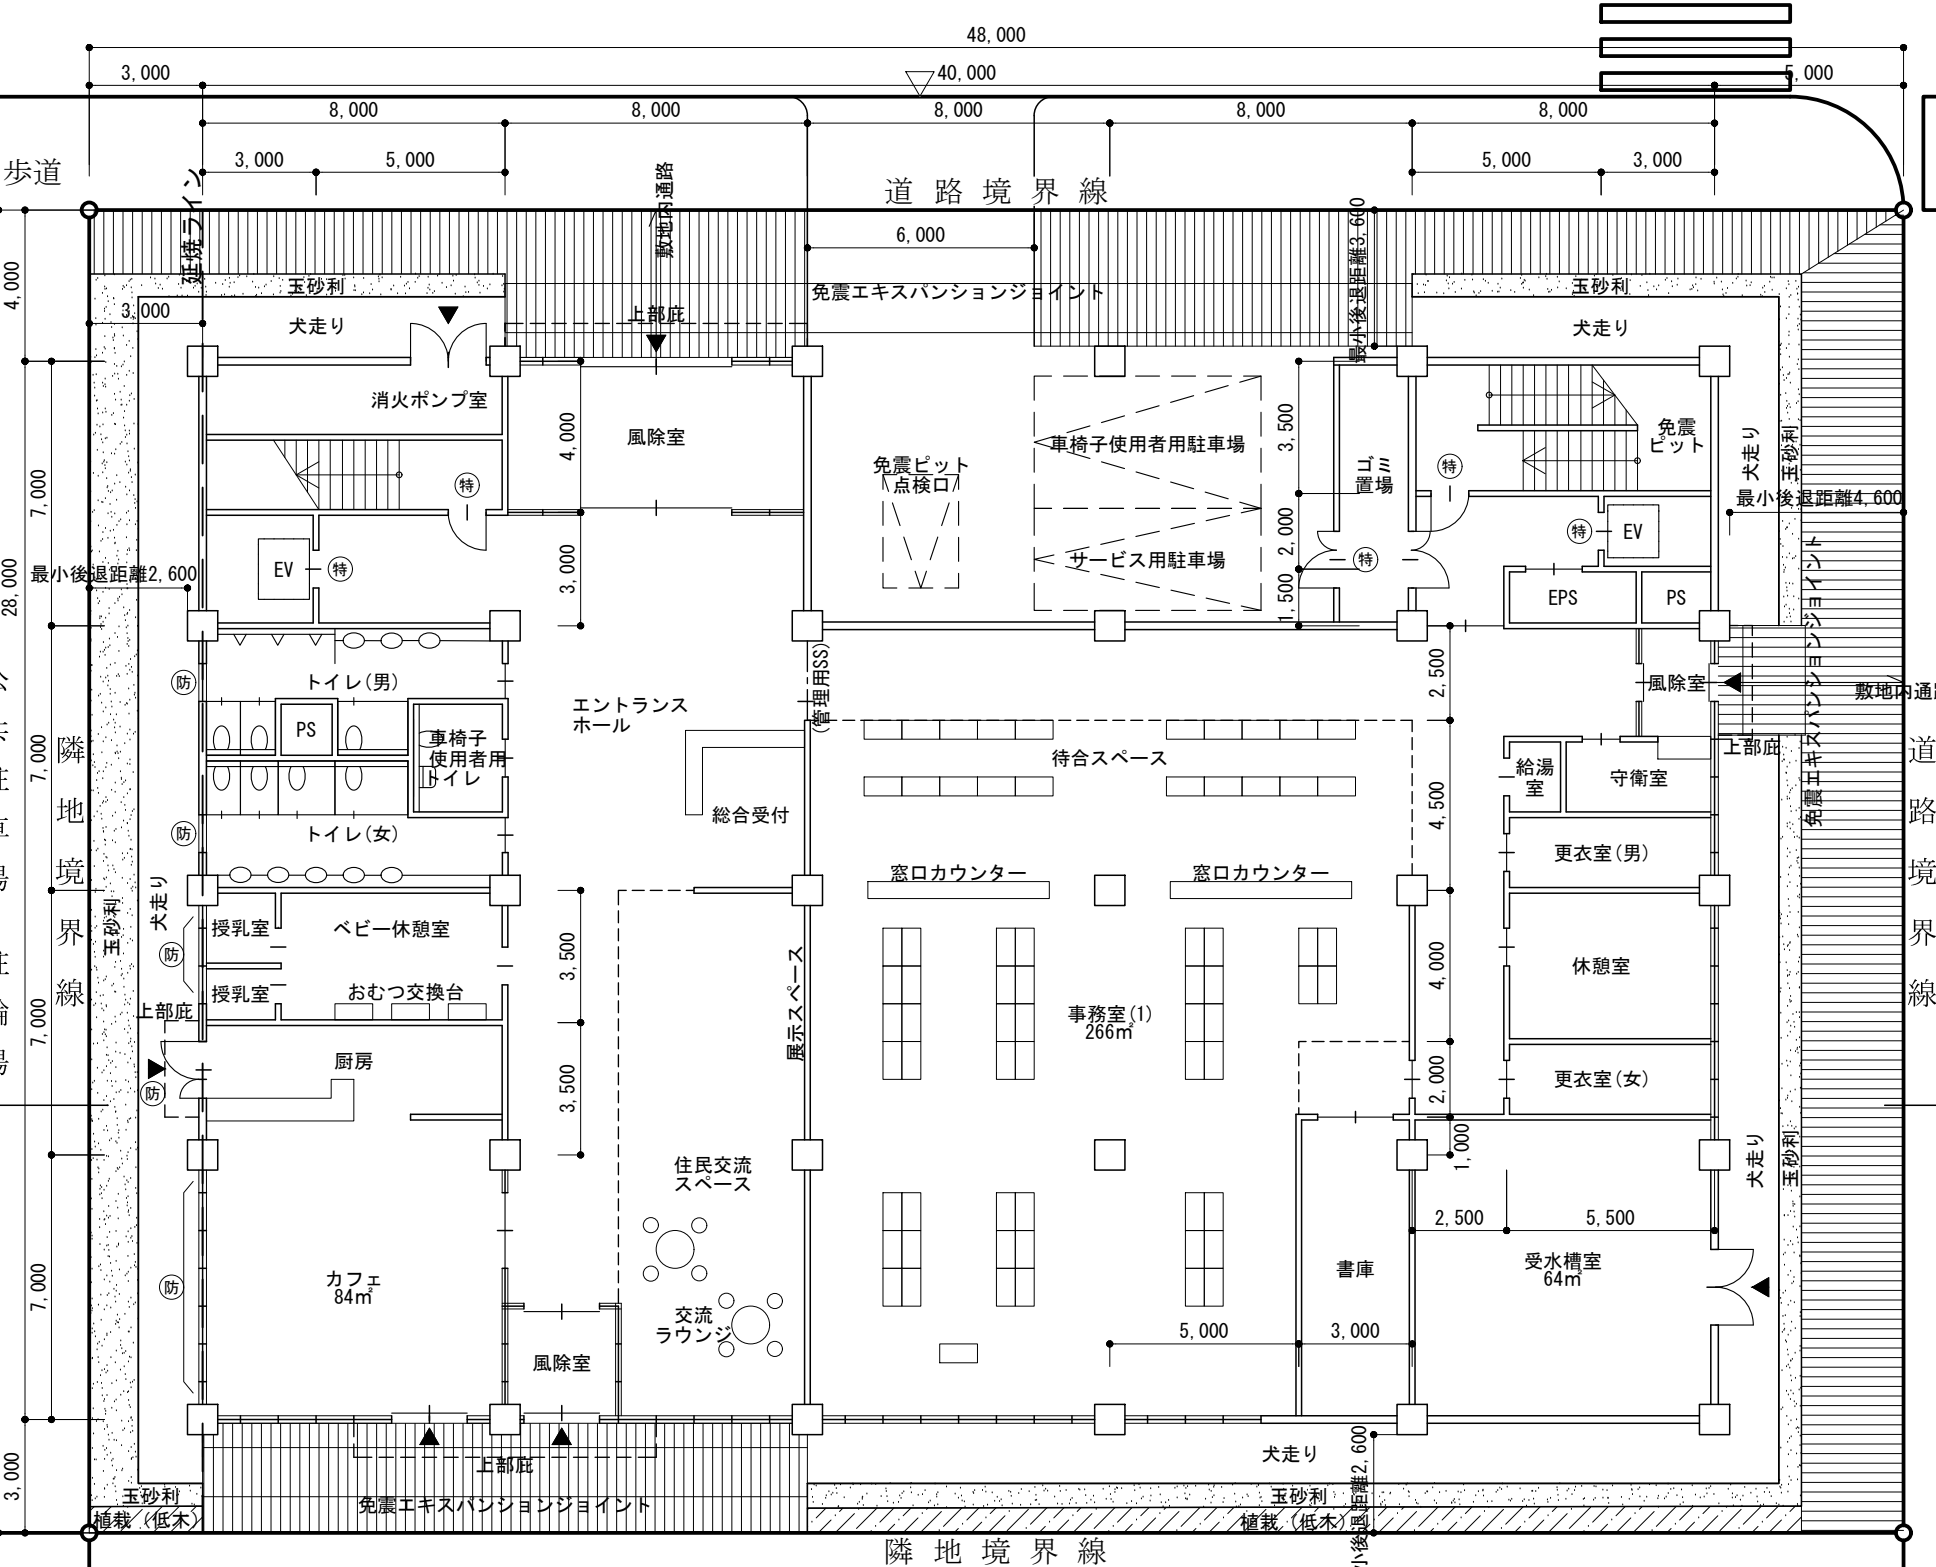 48,000
3,000
40,000
5,000
8,000
8,000
8,000
8,000
8,000
3,000
5,000
5,000
3,000
歩道
道路境界線
延焼ライン
敷地内通路
最小後退距離3,600
6,000
4,000
玉砂利
免震エキスパンションジョイント
玉砂利
3,000
犬走り
上部庇
犬走り
消火ポンプ室
4,000
風除室
車椅子使用者用駐車場
3,500
免震
ピット
犬走り
玉砂利
免震ピット
点検口
ゴミ
置場
特
特
7,000
最小後退距離4,600
EV
特
3,000
サービス用駐車場
2,000
特
特
EV
最小後退距離2,600
28,000
1,500
EPS
PS
免震エキスパンションジョイント
防
トイレ(男)
エントランス
ホール
(管理用SS)
2,500
風除室
敷地内通
PS
車椅子
使用者用
トイレ
待合スペース
上部庇
7,000
隣地境界線
総合受付
4,500
給湯
室
守衛室
道路境界線
防
トイレ(女)
窓口カウンター
窓口カウンター
更衣室(男)
犬走り
玉砂利
授乳室
ベビー休憩室
防
3,500
展示スペース
4,000
休憩室
授乳室
おむつ交換台
上部庇
7,000
事務室(1)
266㎡
厨房
防
3,500
2,000
更衣室(女)
住民交流
スペース
1,000
犬走り
玉砂利
2,500
5,500
カフェ
84㎡
防
7,000
書庫
受水槽室
64㎡
交流
ラウンジ
風除室
5,000
3,000
上部庇
犬走り
3,000
玉砂利
免震エキスパンションジョイント
玉砂利
小後退距離2,600
植栽(低木)
植栽(低木)
隣地境界線